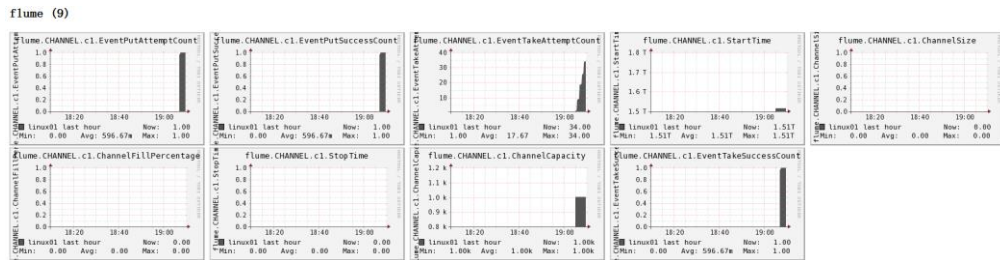 flume (9)
flume.CHANNEL.c1.EventPutAttemptCount
1.0
0.8
0.6
0.4
0.2
0.0
18:20 18:40 19:00
linux01 last hour Now: 1.00
Min: 0.00 Avg: 596.67m Max: 1.00
flume.CHANNEL.c1.EventPutSuccessCount
1.0
0.8
0.6
0.4
0.2
0.0
18:20 18:40 19:00
linux01 last hour Now: 1.00
Min: 0.00 Avg: 596.67m Max: 1.00
flume.CHANNEL.c1.EventTakeAttemptCount
40
30
20
10
18:20 18:40 19:00
linux01 last hour Now: 34.00
Min: 1.00 Avg: 17.67 Max: 34.00
flume.CHANNEL.c1.StartTime
1.8 T
1.7 T
1.6 T
1.5 T
18:20 18:40 19:00
linux01 last hour Now: 1.51T
Min: 1.51T Avg: 1.51T Max: 1.51T
flume.CHANNEL.c1.ChannelSize
1.0
0.8
0.6
0.4
0.2
0.0
18:20 18:40 19:00
linux01 last hour Now: 0.00
Min: 0.00 Avg: 0.00 Max: 0.00
flume.CHANNEL.c1.ChannelFillPercentage
1.0
0.8
0.6
0.4
0.2
0.0
18:20 18:40 19:00
linux01 last hour Now: 0.00
Min: 0.00 Avg: 0.00 Max: 0.00
flume.CHANNEL.c1.StopTime
1.0
0.8
0.6
0.4
0.2
0.0
18:20 18:40 19:00
linux01 last hour Now: 0.00
Min: 0.00 Avg: 0.00 Max: 0.00
flume.CHANNEL.c1.ChannelCapacity
1.2 k
1.1 k
1.0 k
0.9 k
0.8 k
18:20 18:40 19:00
linux01 last hour Now: 1.00k
Min: 1.00k Avg: 1.00k Max: 1.00k
flume.CHANNEL.c1.EventTakeSuccessCount
1.0
0.8
0.6
0.4
0.2
0.0
18:20 18:40 19:00
linux01 last hour Now: 1.00
Min: 0.00 Avg: 596.67m Max: 1.00